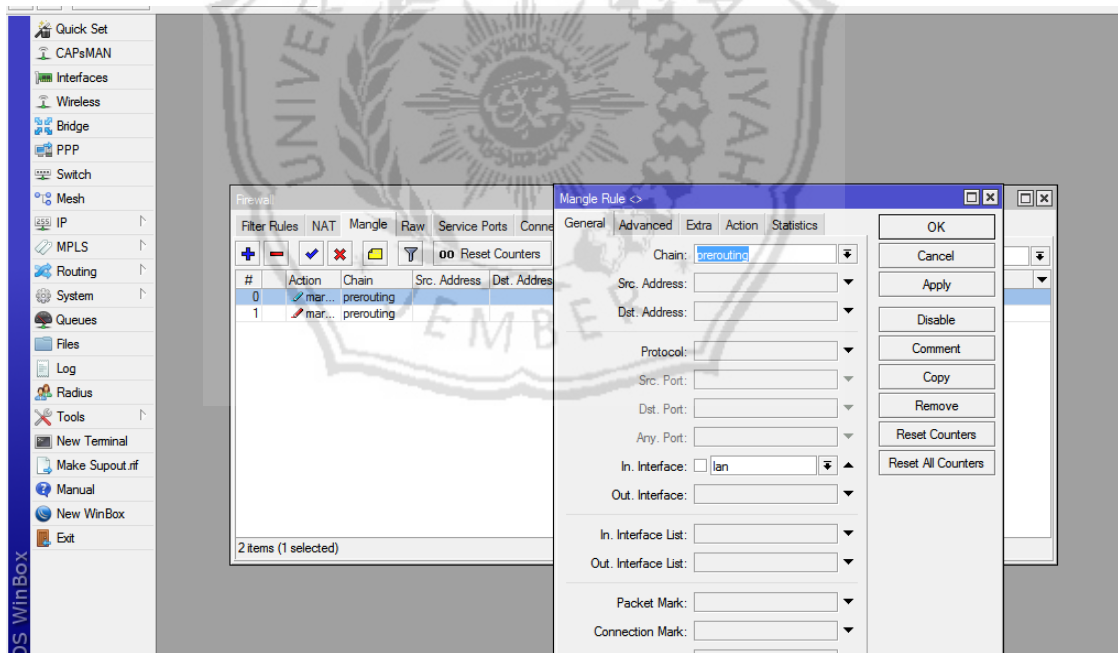 Quick Set
CAPsMAN
Interfaces
Wireless
Bridge
PPP
Switch
Mesh
IP
MPLS
Routing
System
Queues
Files
Log
Radius
Tools
New Terminal
Make Supout.rif
Manual
New WinBox
Exit
OS WinBox
Firewall
Filter Rules NAT Mangle Raw Service Ports Conne
00 Reset Counters
# Action Chain Src. Address Dst. Addres
0 mar... prerouting
1 mar... prerouting
2 items (1 selected)
Mangle Rule <>
General Advanced Extra Action Statistics
Chain: prerouting
Src. Address:
Dst. Address:
Protocol:
Src. Port:
Dst. Port:
Any. Port:
In. Interface: lan
Out. Interface:
In. Interface List:
Out. Interface List:
Packet Mark:
Connection Mark:
OK
Cancel
Apply
Disable
Comment
Copy
Remove
Reset Counters
Reset All Counters
UNIVER
ADIYAH
JEMBER